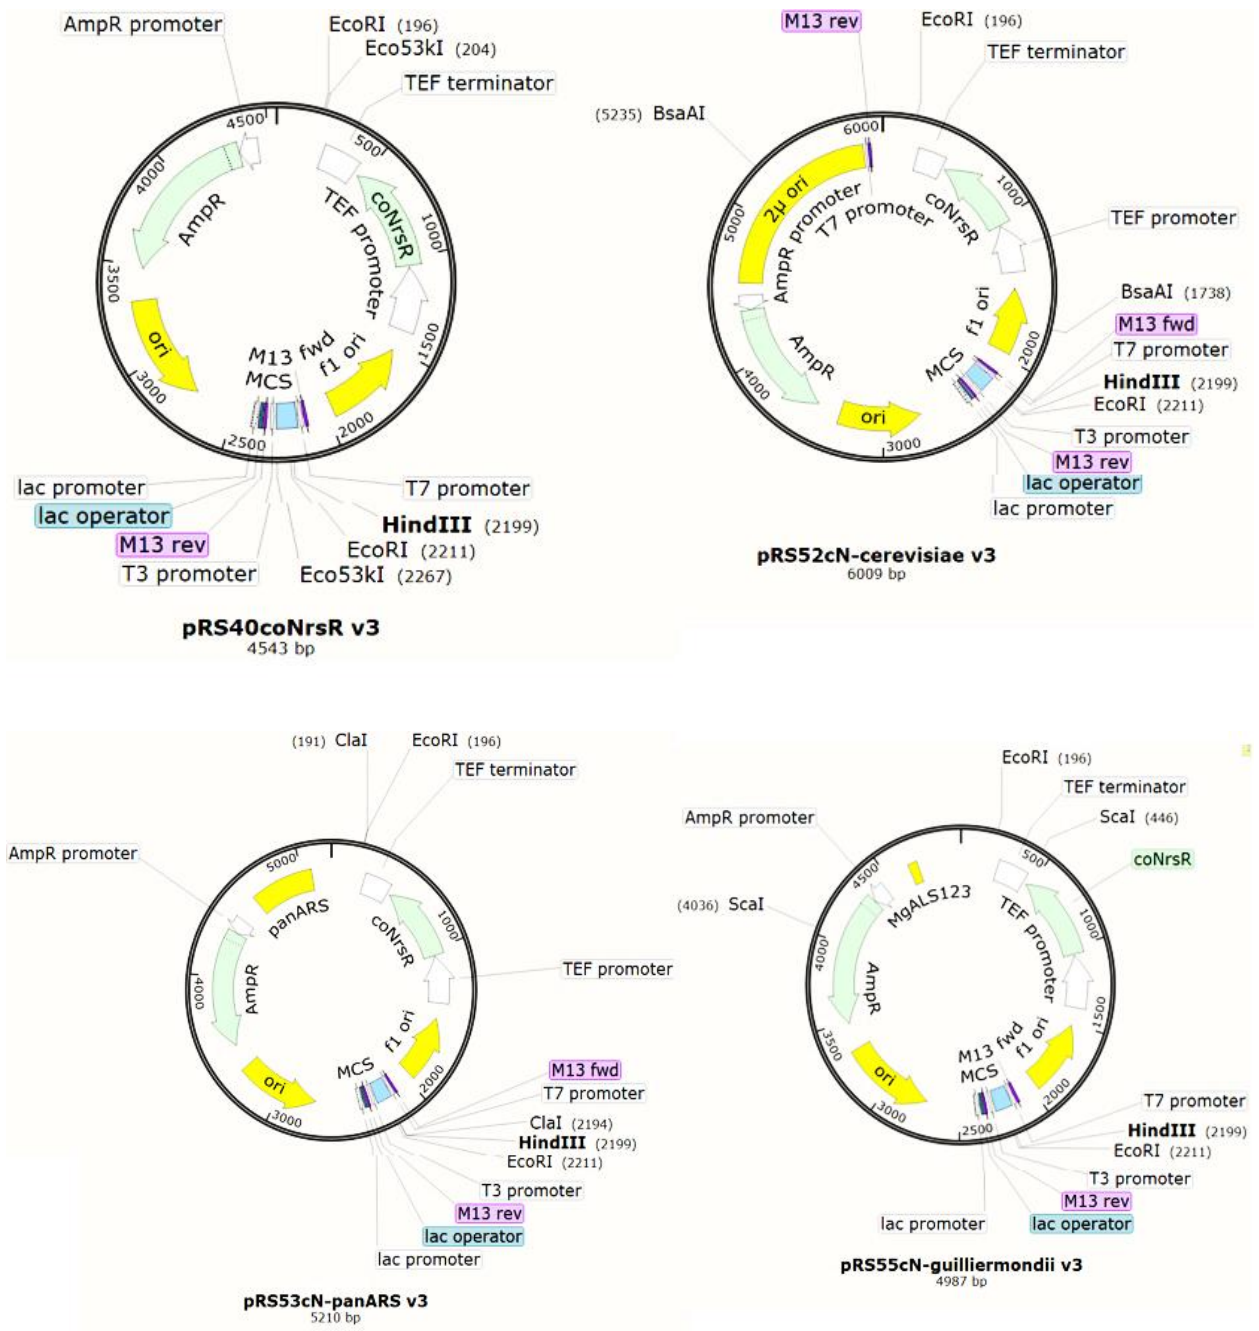 AmpR promoter
EcoRI (196)
Eco53kI (204)
TEF terminator
4500
500
4000
AmpR
coNrsR
TEF promoter
1000
3500
1500
ori
M13 fwd
f1 ori
MCS
3000
2500
2000
lac promoter
lac operator
M13 rev
T3 promoter
T7 promoter
HindIII (2199)
EcoRI (2211)
Eco53kI (2267)
pRS40coNrsR v3
4543 bp
M13 rev
EcoRI (196)
TEF terminator
(5235) BsaAI
6000
2μ ori
AmpR promoter
T7 promoter
coNrsR
1000
TEF promoter
5000
BsaAI (1738)
f1 ori
M13 fwd
2000
T7 promoter
MCS
HindIII (2199)
EcoRI (2211)
AmpR
4000
ori
3000
T3 promoter
M13 rev
lac operator
lac promoter
pRS52cN-cerevisiae v3
6009 bp
(191) ClaI
EcoRI (196)
TEF terminator
AmpR promoter
5000
panARS
coNrsR
1000
TEF promoter
4000
AmpR
f1 ori
MCS
ori
2000
3000
M13 fwd
T7 promoter
ClaI (2194)
HindIII (2199)
EcoRI (2211)
T3 promoter
M13 rev
lac operator
lac promoter
pRS53cN-panARS v3
5210 bp
EcoRI (196)
TEF terminator
ScaI (446)
AmpR promoter
coNrsR
4500
500
MgALS123
(4036) ScaI
TEF promoter
1000
4000
AmpR
1500
3500
M13 fwd
f1 ori
MCS
ori
3000
2500
2000
T7 promoter
HindIII (2199)
EcoRI (2211)
T3 promoter
M13 rev
lac operator
lac promoter
pRS55cN-guilliermondii v3
4987 bp